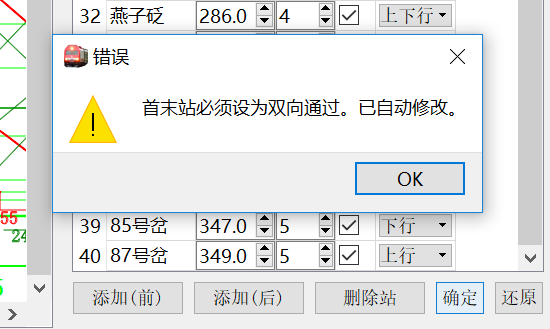 32 燕子砭 286.0 4 上下行
错误
首末站必须设为双向通过。已自动修改。
OK
55
24
39 85号岔 347.0 5 下行
40 87号岔 349.0 5 上行
添加(前) 添加(后) 删除站 确定 还原